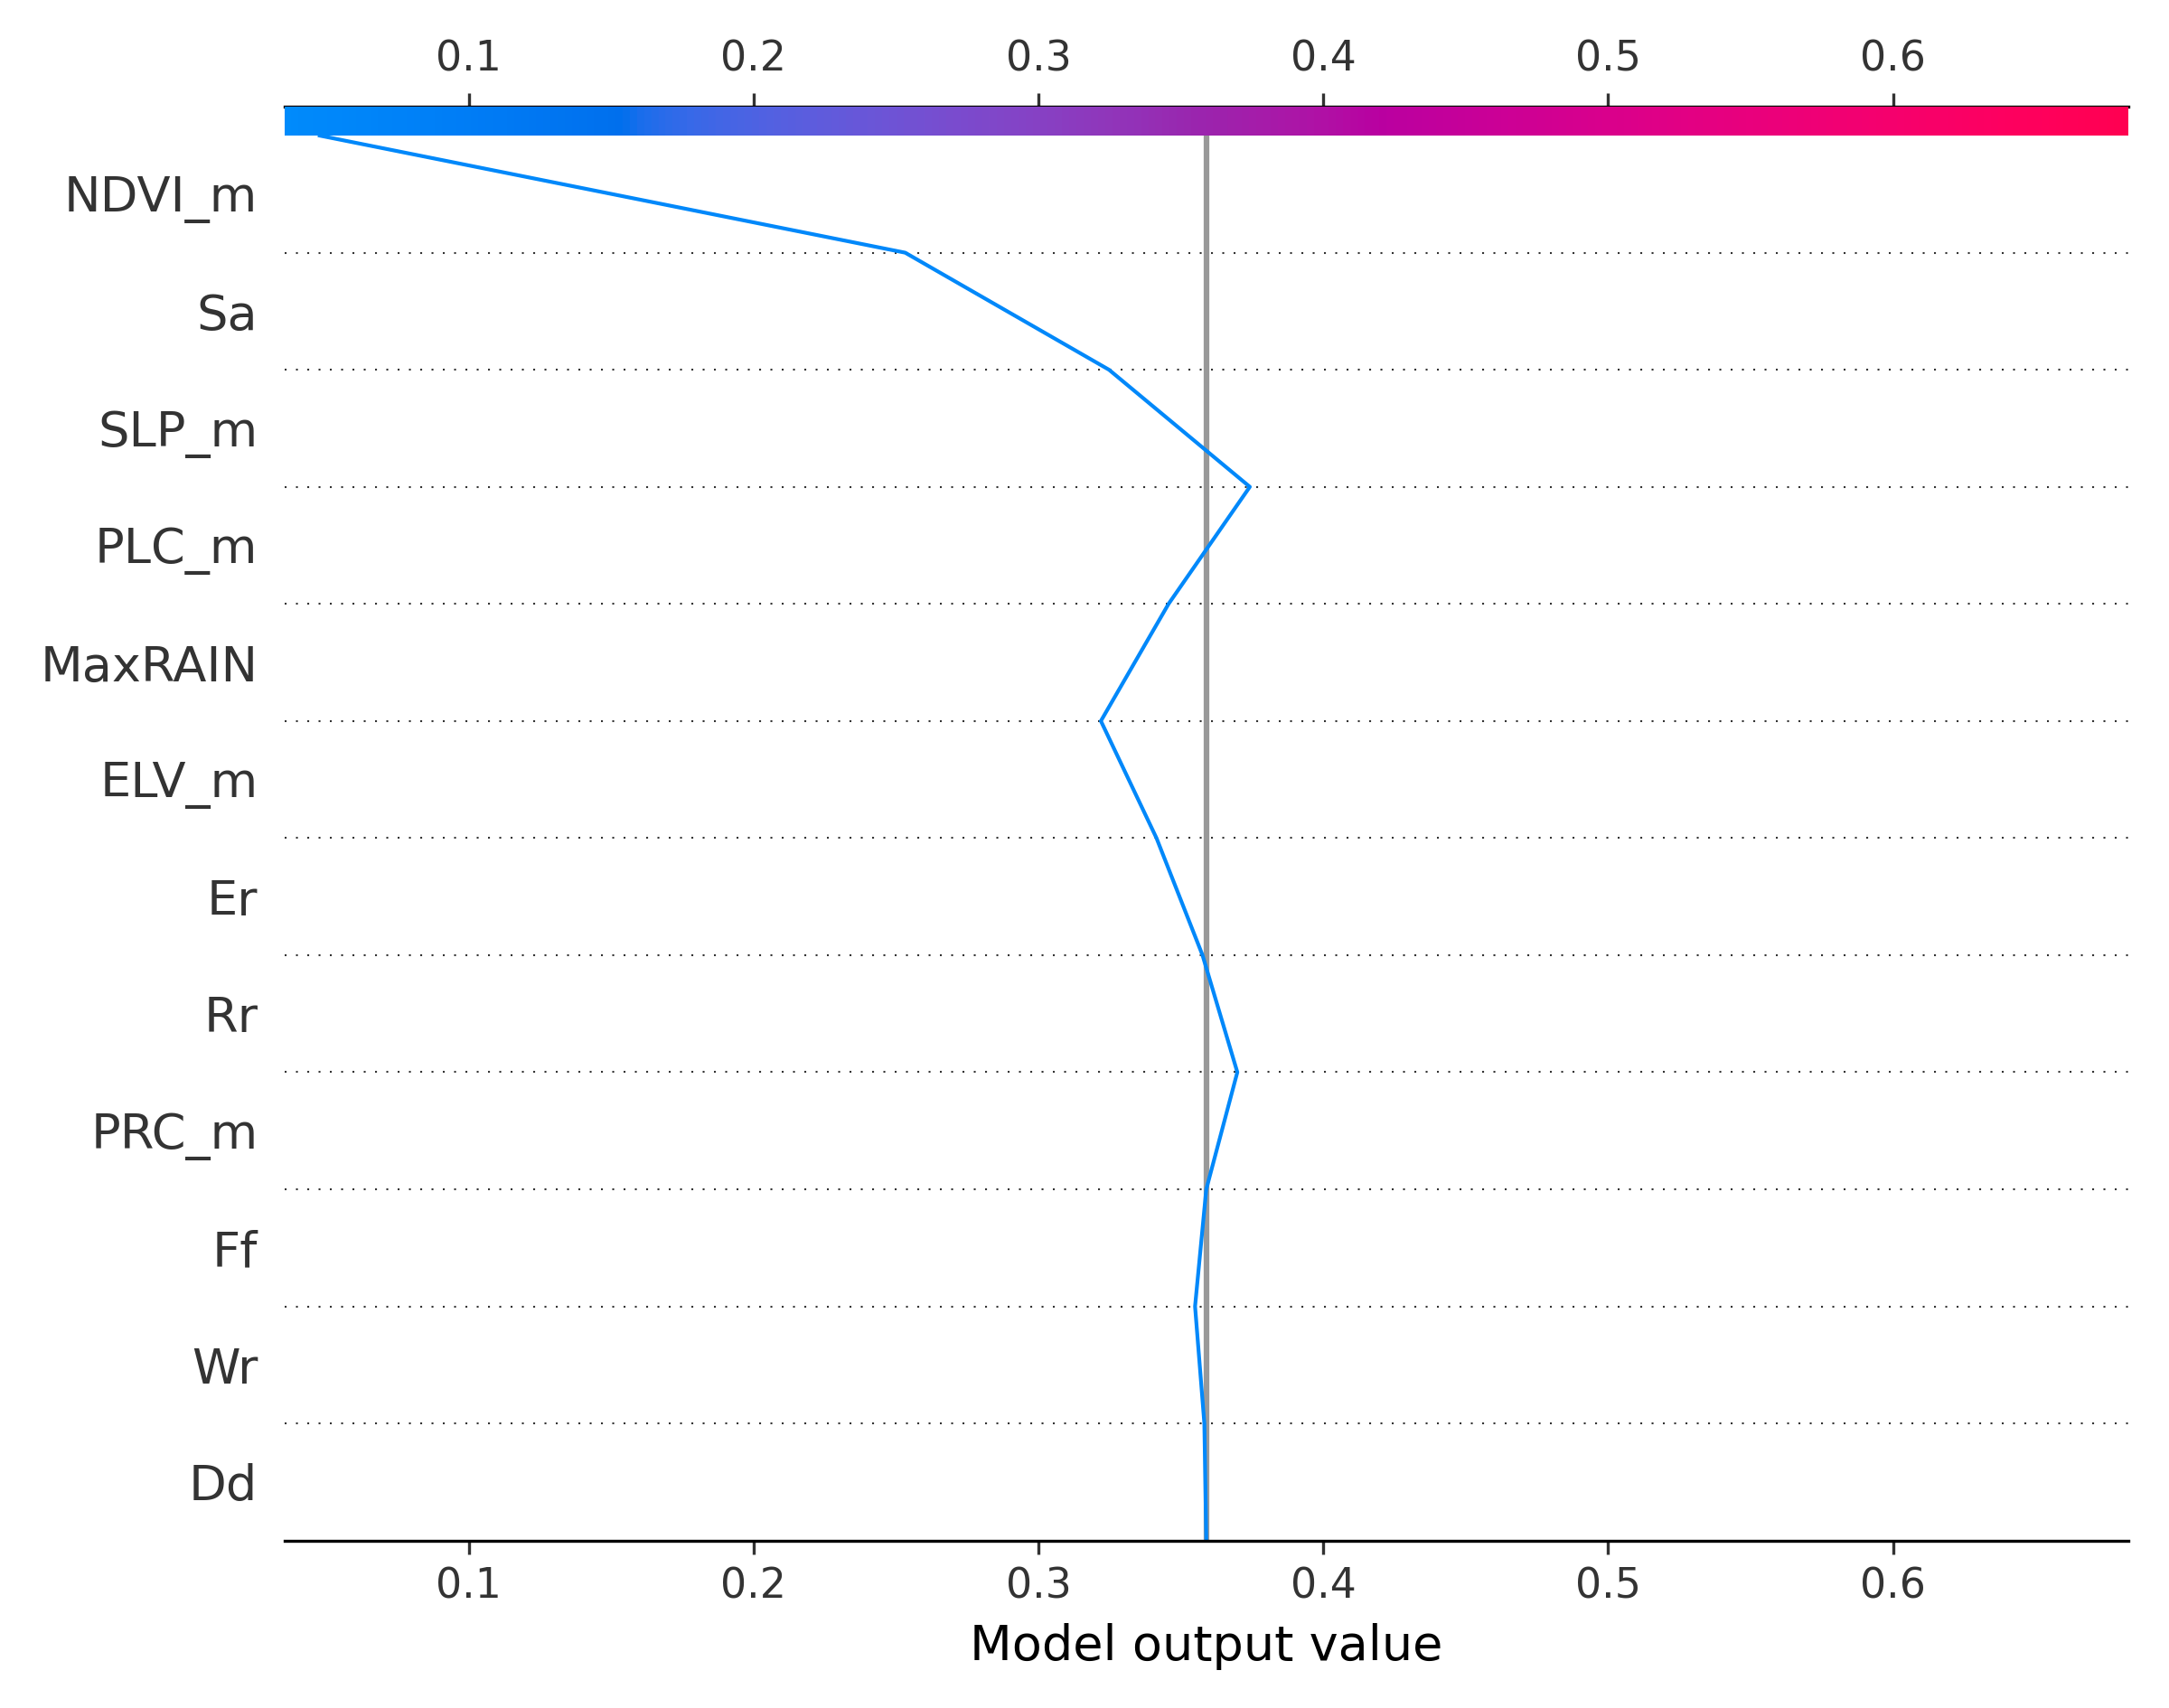 0.1 0.2 0.3 0.4 0.5 0.6
NDVI_m
Sa
SLP_m
PLC_m
MaxRAIN
ELV_m
Er
Rr
PRC_m
Ff
Wr
Dd
0.1 0.2 0.3 0.4 0.5 0.6
Model output value